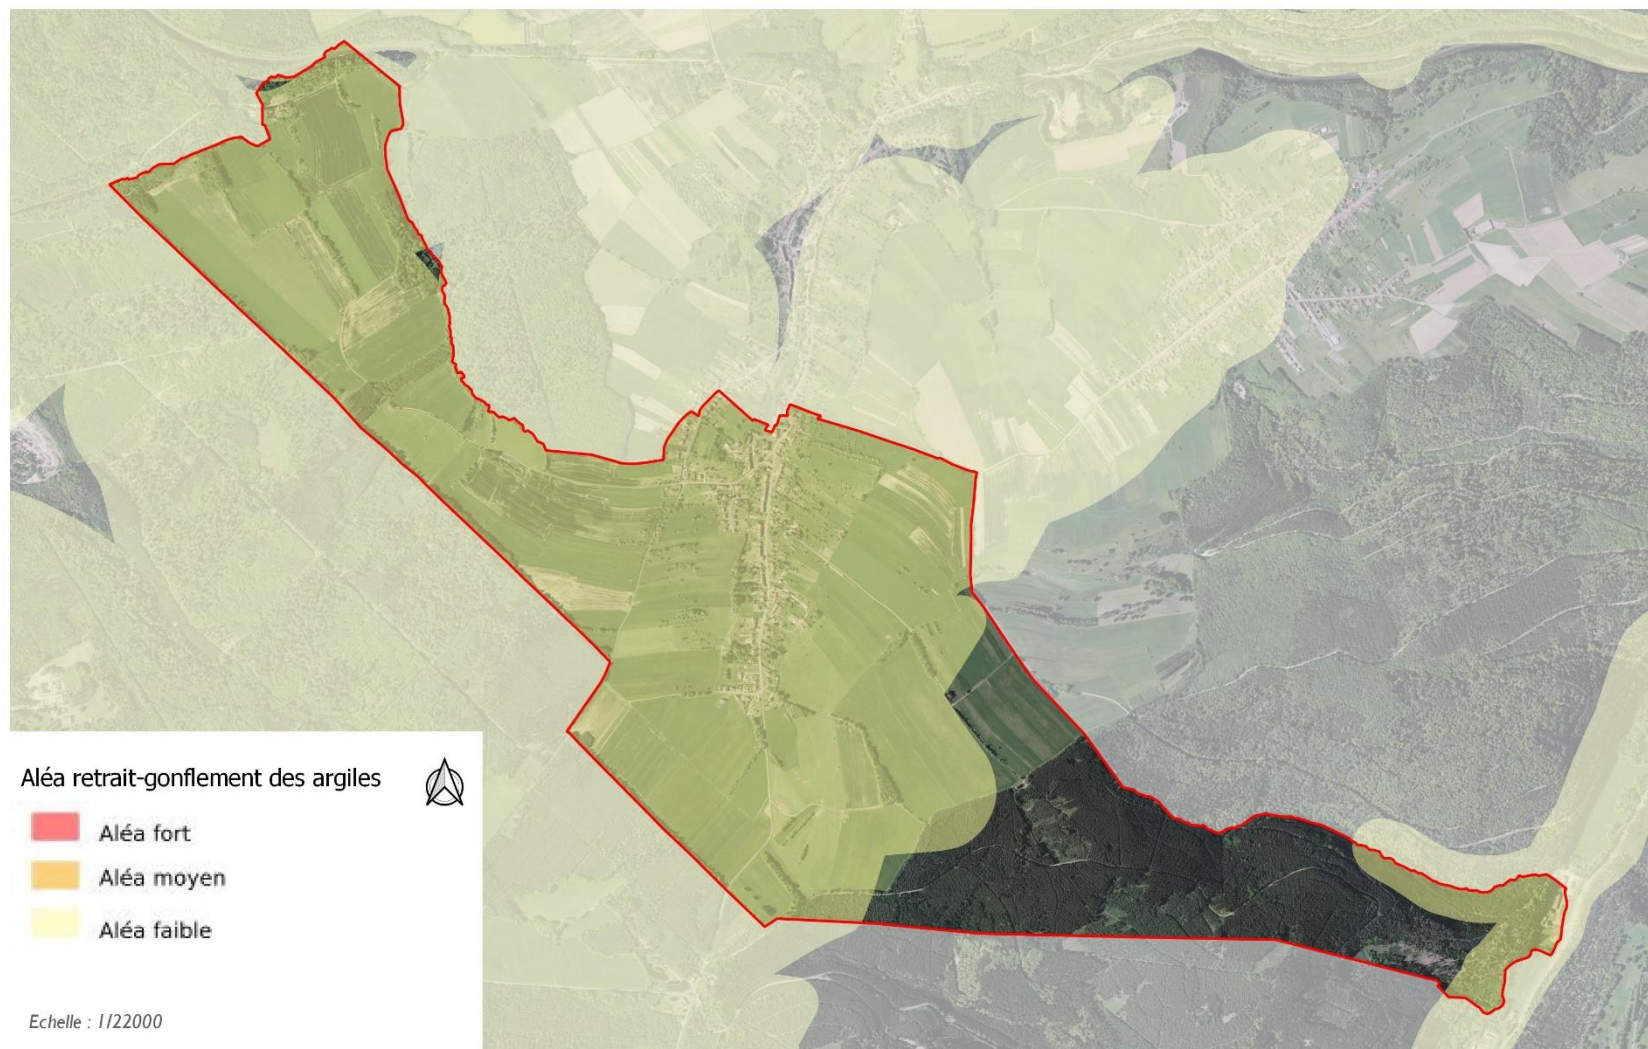 Aléa retrait-gonflement des argiles
Aléa fort
Aléa moyen
Aléa faible
Echelle : 1/22000